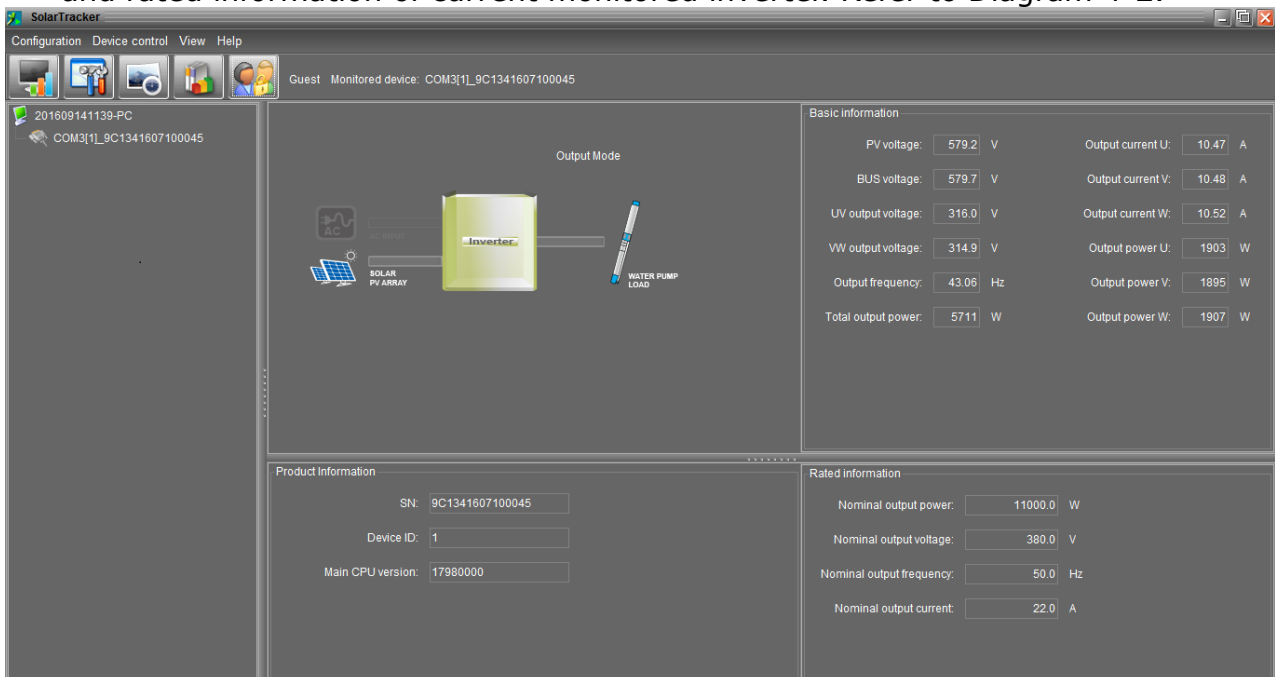 and rated information of current monitored inverter. Refer to Diagram 4-2.
SolarTracker
Configuration Device control View Help
Guest Monitored device: COM3[1]_9C1341607100045
201609141139-PC
COM3[1]_9C1341607100045
Output Mode
AC
AC INPUT
Inverter
SOLAR
PV ARRAY
WATER PUMP
LOAD
Basic information
PV voltage: 579.2 V Output current U: 10.47 A
BUS voltage: 579.7 V Output current V: 10.48 A
UV output voltage: 316.0 V Output current W: 10.52 A
VW output voltage: 314.9 V Output power U: 1903 W
Output frequency: 43.06 Hz Output power V: 1895 W
Total output power: 5711 W Output power W: 1907 W
Product Information
SN: 9C1341607100045
Device ID: 1
Main CPU version: 17980000
Rated information
Nominal output power: 11000.0 W
Nominal output voltage: 380.0 V
Nominal output frequency: 50.0 Hz
Nominal output current: 22.0 A